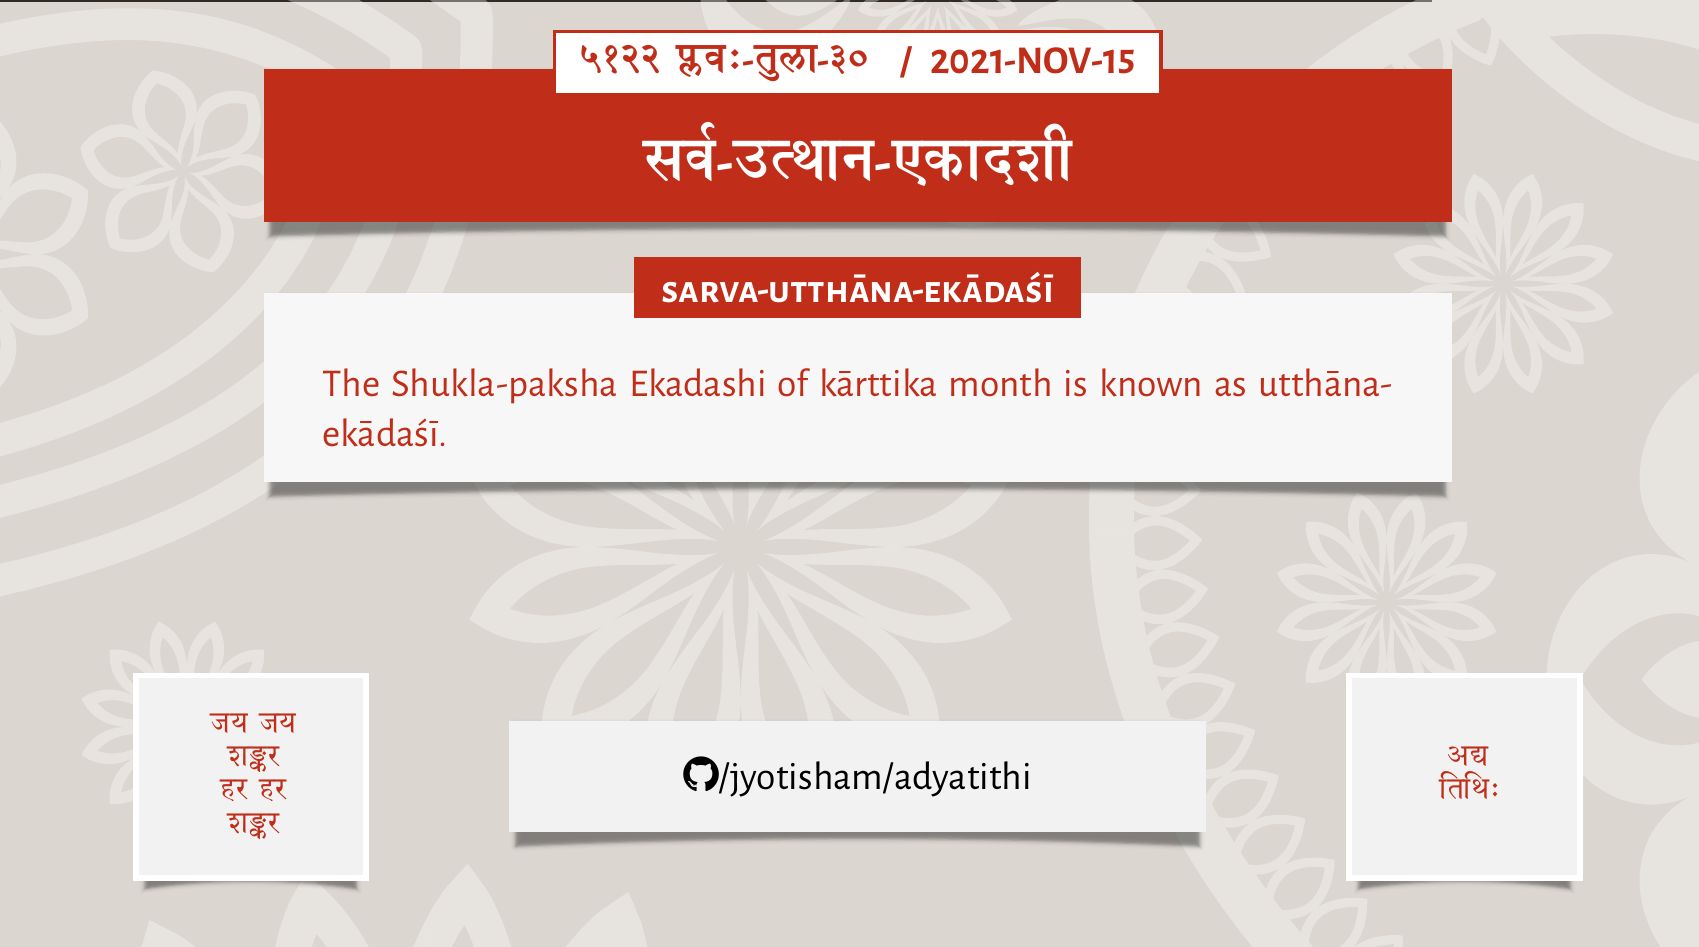 ५१२२ प्लवः-तुला-३० / 2021-NOV-15
सर्व-उत्थान-एकादशी
SARVA-UTTHĀNA-EKĀDAŚĪ
The Shukla-paksha Ekadashi of kārttika month is known as utthāna-
ekādaśī.
जय जय
शङ्कर
हर हर
शङ्कर
/jyotisham/adyatithi
अद्य
तिथिः